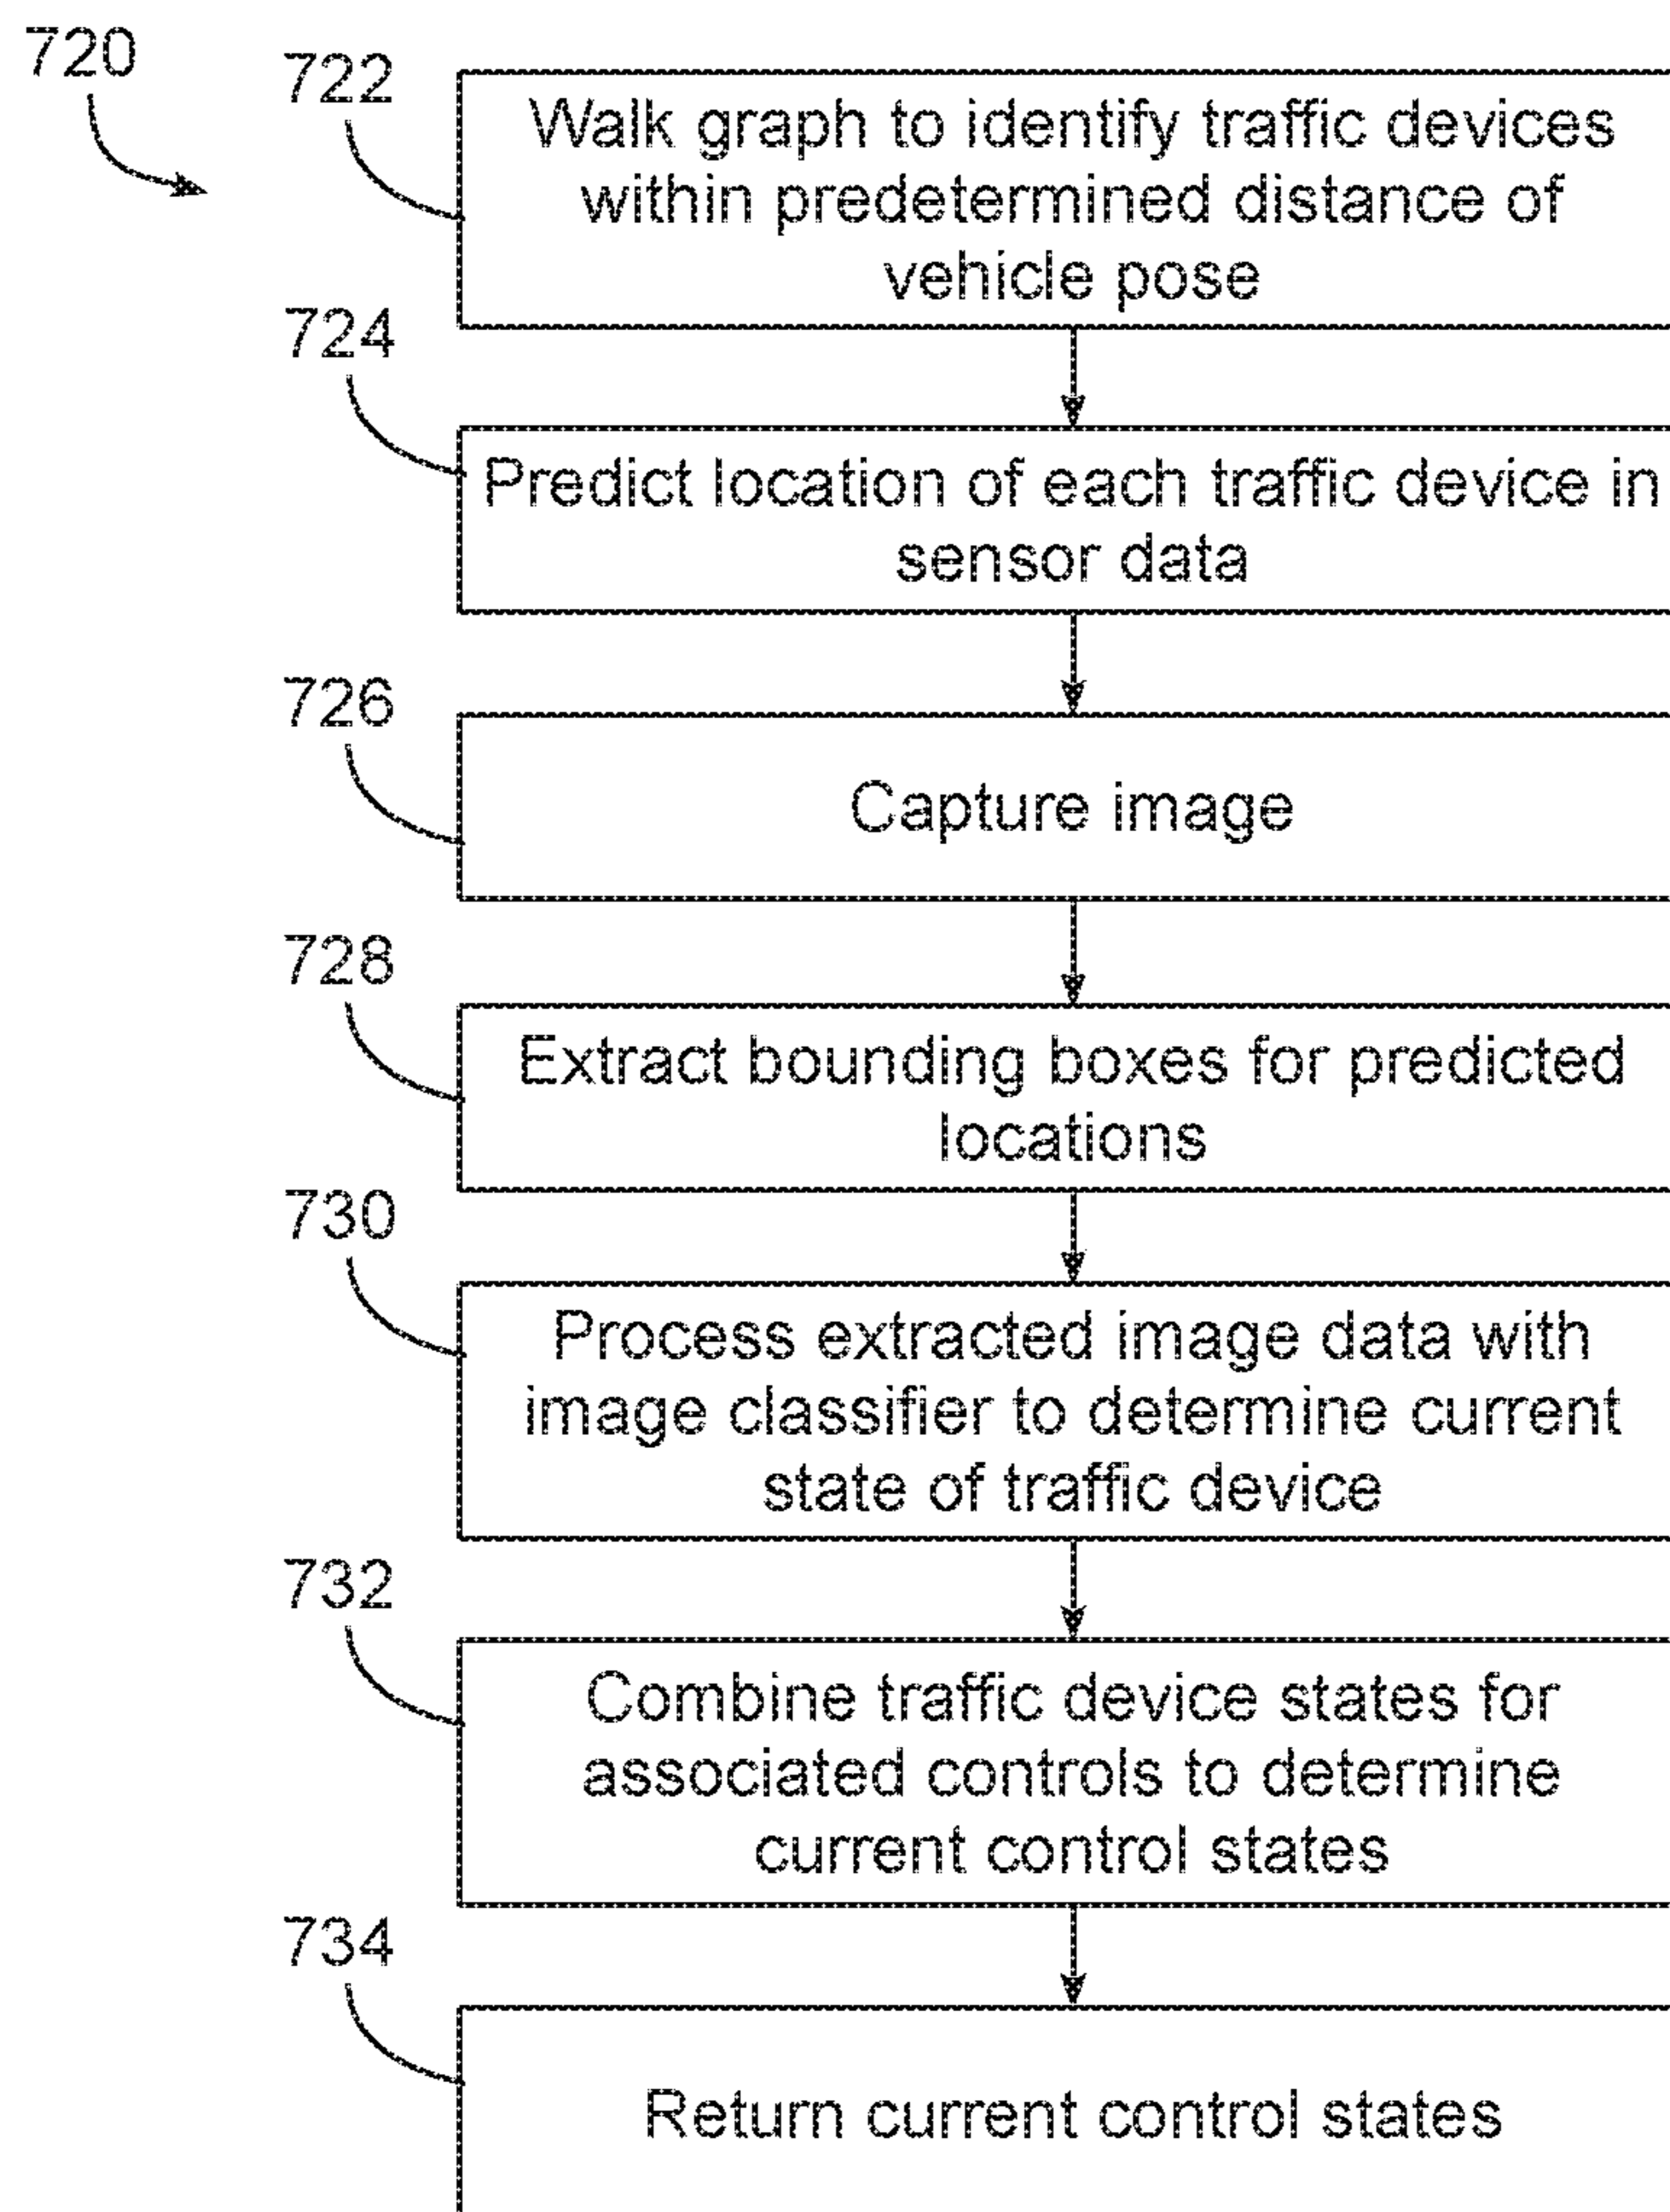 720
722
Walk graph to identify traffic devices
within predetermined distance of
vehicle pose
724
Predict location of each traffic device in
sensor data
726
Capture image
728
Extract bounding boxes for predicted
locations
730
Process extracted image data with
image classifier to determine current
state of traffic device
732
Combine traffic device states for
associated controls to determine
current control states
734
Return current control states